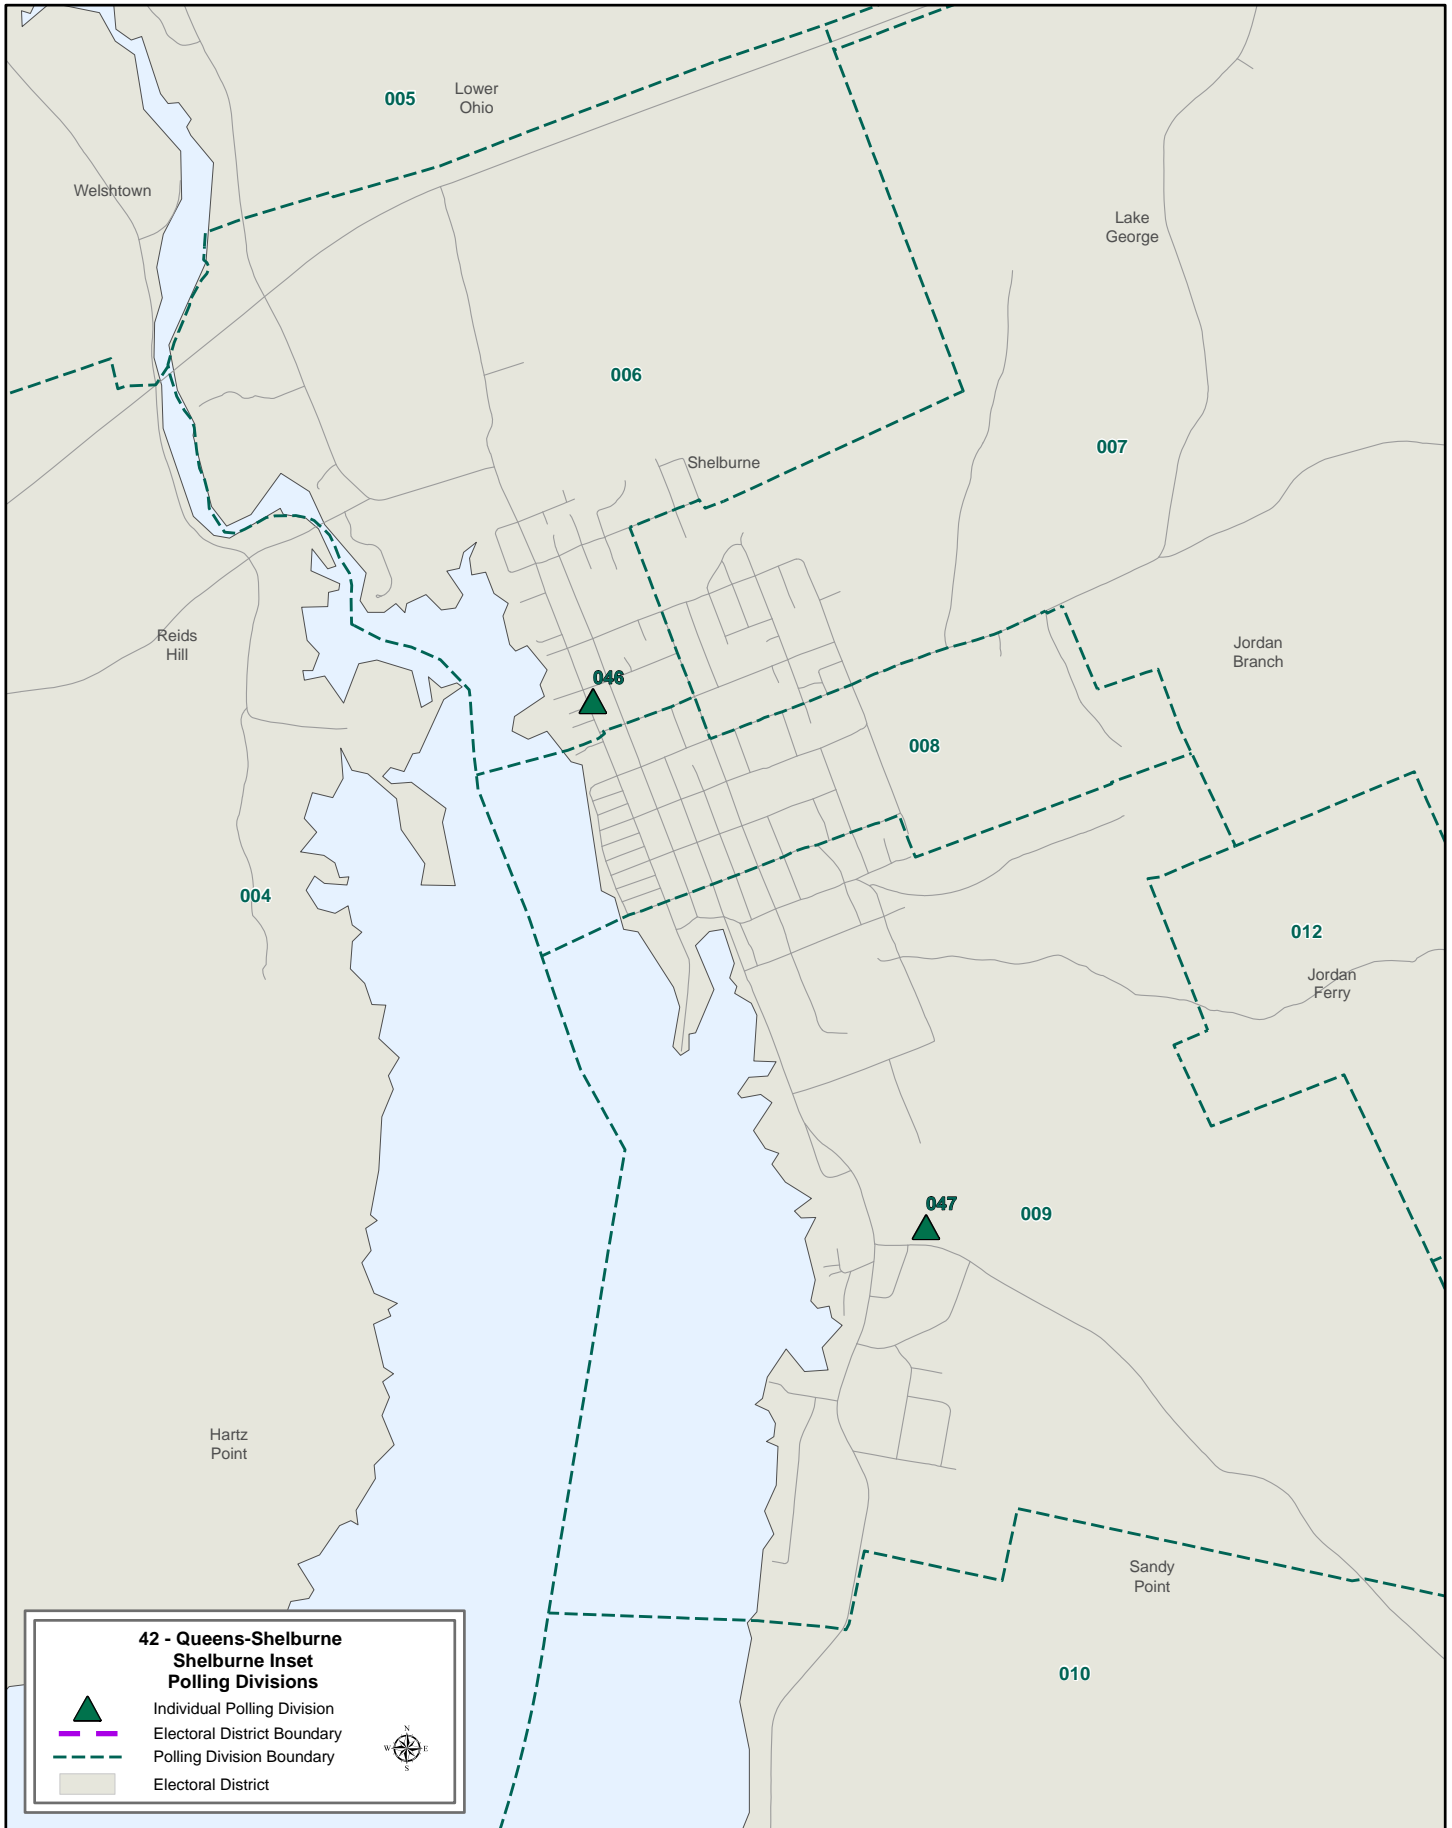 005
Lower
Ohio
Welshtown
Lake
George
006
007
Shelburne
Reids
Hill
Jordan
Branch
046
008
004
012
Jordan
Ferry
047
009
Hartz
Point
Sandy
Point
010
42 - Queens-Shelburne
Shelburne Inset
Polling Divisions
Individual Polling Division
Electoral District Boundary
Polling Division Boundary
Electoral District
N
W
E
S